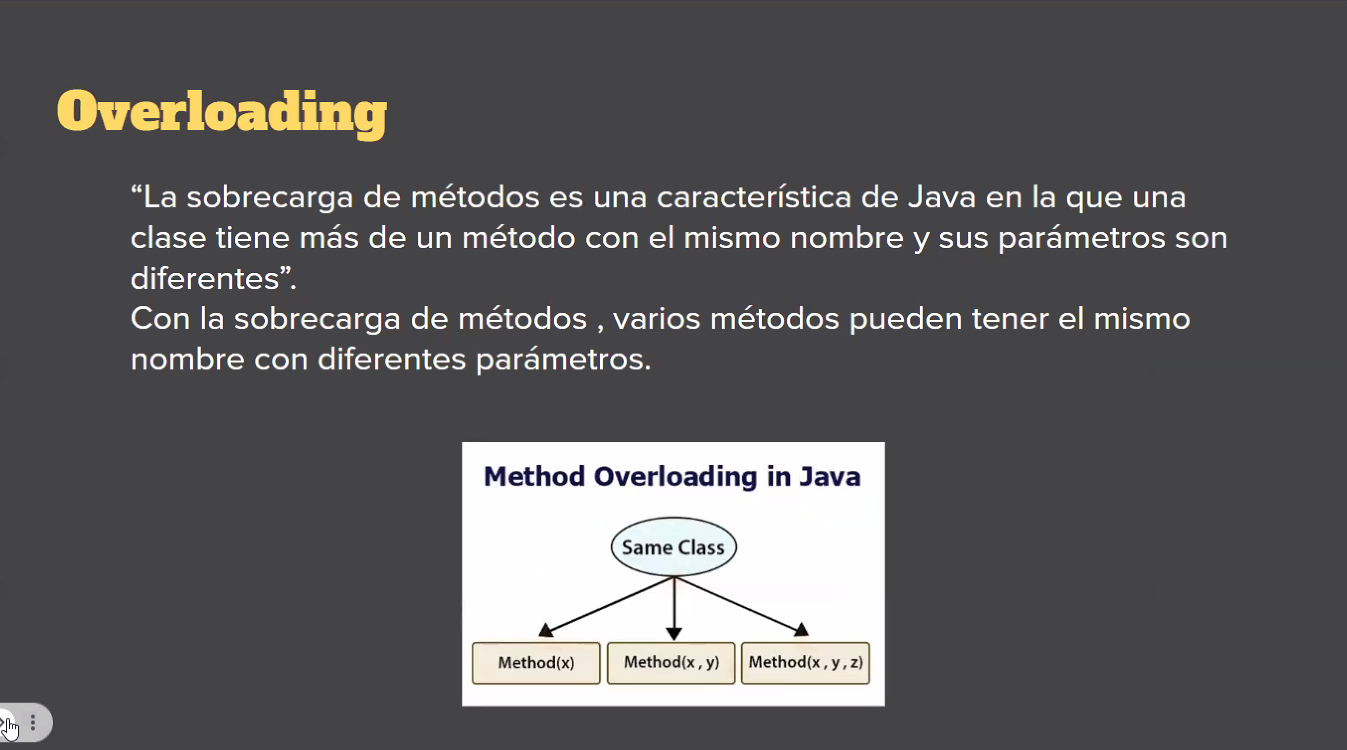 Overloading
“La sobrecarga de métodos es una característica de Java en la que una
clase tiene más de un método con el mismo nombre y sus parámetros son
diferentes”.
Con la sobrecarga de métodos , varios métodos pueden tener el mismo
nombre con diferentes parámetros.
Method Overloading in Java
Same Class
Method(x)
Method(x , y)
Method(x , y , z)